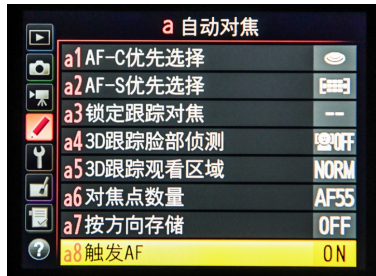 a 自动对焦
a1 AF-C优先选择
a2 AF-S优先选择
a3 锁定跟踪对焦 --
a4 3D跟踪脸部侦测 OFF
a5 3D跟踪观看区域 NORM
a6 对焦点数量 AF55
a7 按方向存储 OFF
a8 触发AF ON
?